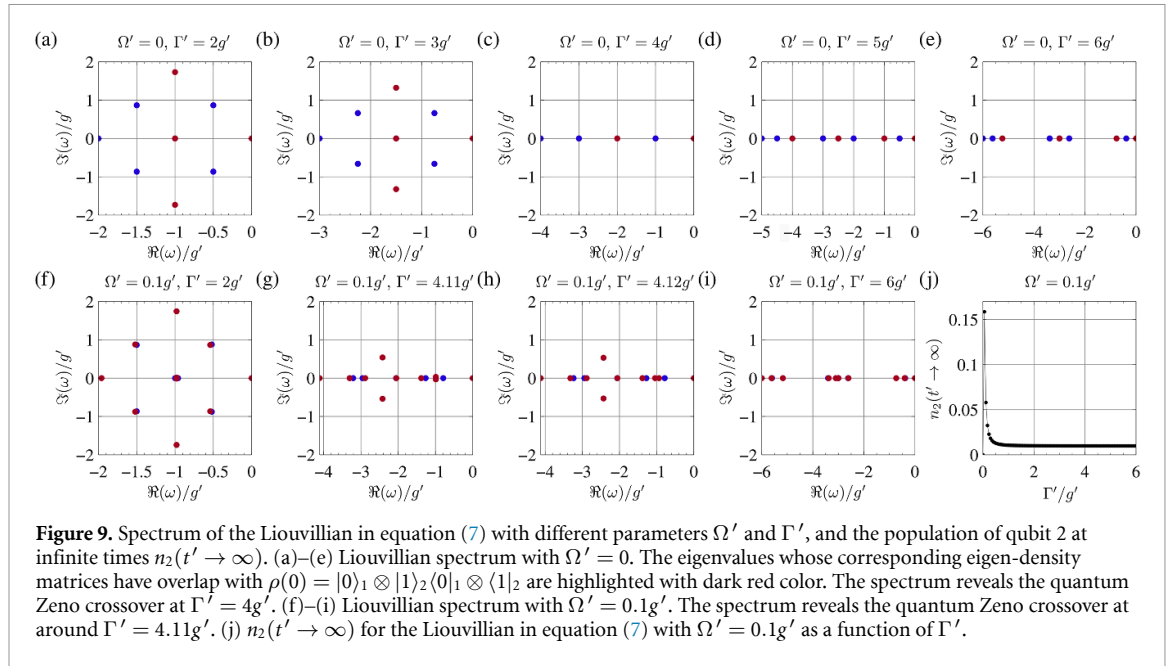 (a) Ω′ = 0, Γ′ = 2g′ (b) Ω′ = 0, Γ′ = 3g′ (c) Ω′ = 0, Γ′ = 4g′ (d) Ω′ = 0, Γ′ = 5g′ (e) Ω′ = 0, Γ′ = 6g′
2 2 2 2 2
1 1 1 1 1
ℑ(ω)/g′ 0 ℑ(ω)/g′ 0 ℑ(ω)/g′ 0 ℑ(ω)/g′ 0 ℑ(ω)/g′ 0
−1 −1 −1 −1 −1
−2 −2 −2 −2 −2
−2 −1.5 −1 −0.5 0 −3 −2 −1 0 −4 −3 −2 −1 0 −5 −4 −3 −2 −1 0 −6 −4 −2 0
ℜ(ω)/g′ ℜ(ω)/g′ ℜ(ω)/g′ ℜ(ω)/g′ ℜ(ω)/g′
(f) Ω′ = 0.1g′, Γ′ = 2g′ (g) Ω′ = 0.1g′, Γ′ = 4.11g′ (h) Ω′ = 0.1g′, Γ′ = 4.12g′ (i) Ω′ = 0.1g′, Γ′ = 6g′ (j) Ω′ = 0.1g′
2 2 2 2 0.15
1 1 1 1 0.1
ℑ(ω)/g′ 0 ℑ(ω)/g′ 0 ℑ(ω)/g′ 0 ℑ(ω)/g′ 0 n₂(t′ → ∞)
−1 −1 −1 −1 0.05
−2 −2 −2 −2 0
−2 −1.5 −1 −0.5 0 −4 −3 −2 −1 0 −4 −3 −2 −1 0 −6 −4 −2 0 0 2 4 6
ℜ(ω)/g′ ℜ(ω)/g′ ℜ(ω)/g′ ℜ(ω)/g′ Γ′/g′
Figure 9. Spectrum of the Liouvillian in equation (7) with different parameters Ω′ and Γ′, and the population of qubit 2 at
infinite times n₂(t′ → ∞). (a)–(e) Liouvillian spectrum with Ω′ = 0. The eigenvalues whose corresponding eigen-density
matrices have overlap with ρ(0) = |0⟩₁ ⊗ |1⟩₂⟨0|₁ ⊗ ⟨1|₂ are highlighted with dark red color. The spectrum reveals the quantum
Zeno crossover at Γ′ = 4g′. (f)–(i) Liouvillian spectrum with Ω′ = 0.1g′. The spectrum reveals the quantum Zeno crossover at
around Γ′ = 4.11g′. (j) n₂(t′ → ∞) for the Liouvillian in equation (7) with Ω′ = 0.1g′ as a function of Γ′.